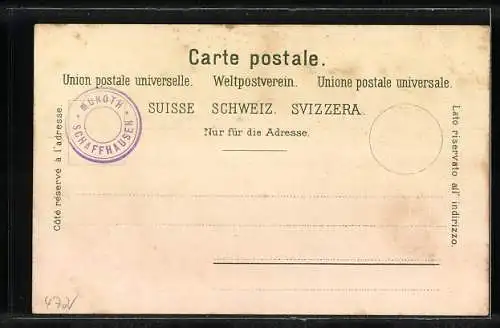 Carte postale.
Union postale universelle. Weltpostverein. Unione postale universale.
SUISSE SCHWEIZ. SVIZZERA.
Nur für die Adresse.
* MUNOTH *
SCHAFFHAUSEN
Côté réservé à l'adresse.
Lato riservato all' indirizzo.